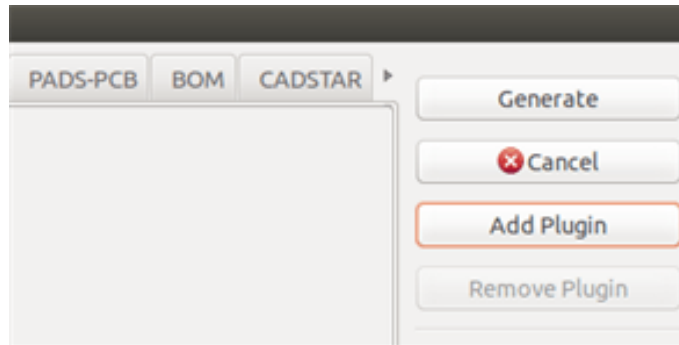 PADS-PCB BOM CADSTAR
Generate
Cancel
Add Plugin
Remove Plugin